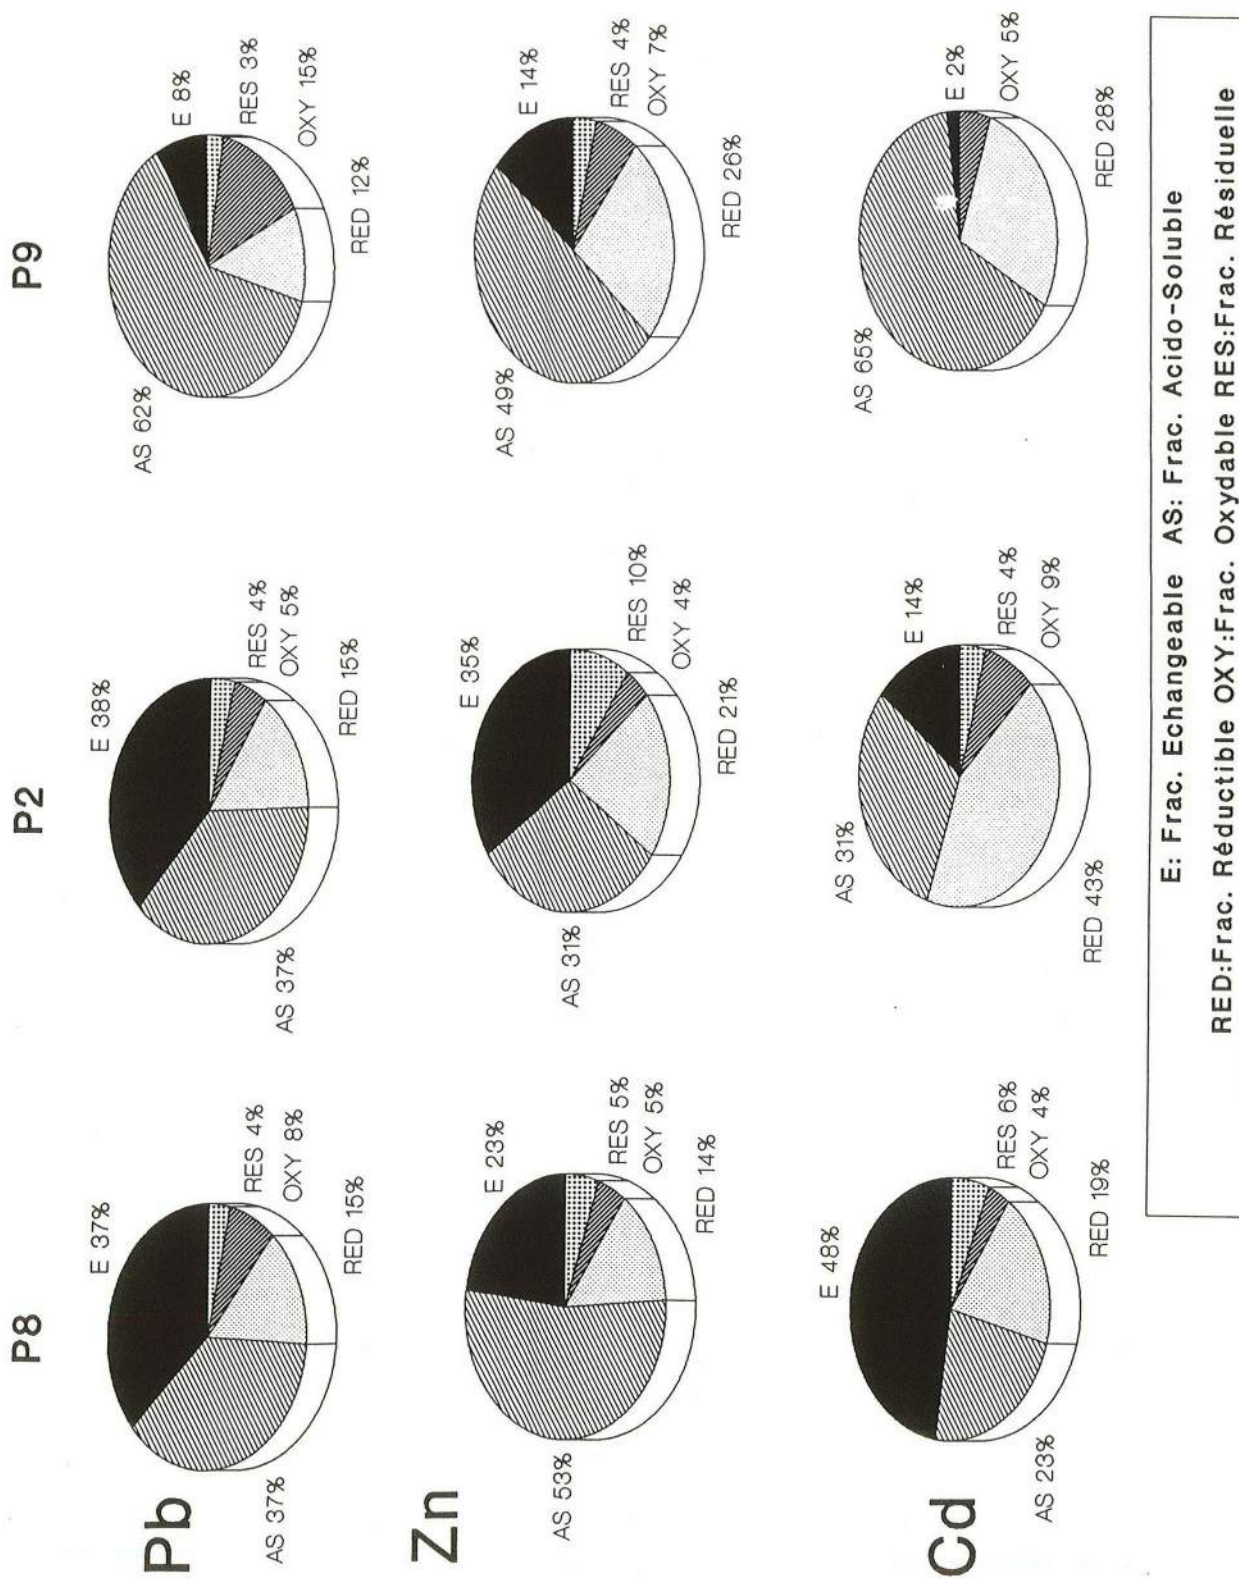 P8
P2
P9
Pb
E 37%
RES 4%
OXY 8%
RED 15%
AS 37%
E 38%
RES 4%
OXY 5%
RED 15%
AS 37%
E 8%
RES 3%
OXY 15%
RED 12%
AS 62%
Zn
E 23%
RES 5%
OXY 5%
RED 14%
AS 53%
E 35%
RES 10%
OXY 4%
RED 21%
AS 31%
E 14%
RES 4%
OXY 7%
RED 26%
AS 49%
Cd
E 48%
RES 6%
OXY 4%
RED 19%
AS 23%
E 14%
RES 4%
OXY 9%
RED 43%
AS 31%
E 2%
OXY 5%
RED 28%
AS 65%
E: Frac. Echangeable AS: Frac. Acido-Soluble
RED:Frac. Réductible OXY:Frac. Oxydable RES:Frac. Résiduelle